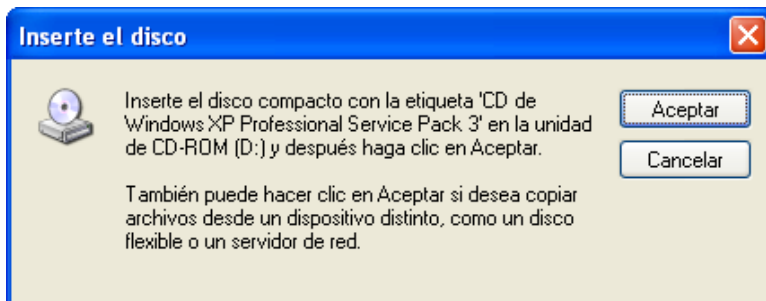 Inserte el disco
Inserte el disco compacto con la etiqueta 'CD de
Windows XP Professional Service Pack 3' en la unidad
de CD-ROM (D:) y después haga clic en Aceptar.
También puede hacer clic en Aceptar si desea copiar
archivos desde un dispositivo distinto, como un disco
flexible o un servidor de red.
Aceptar
Cancelar